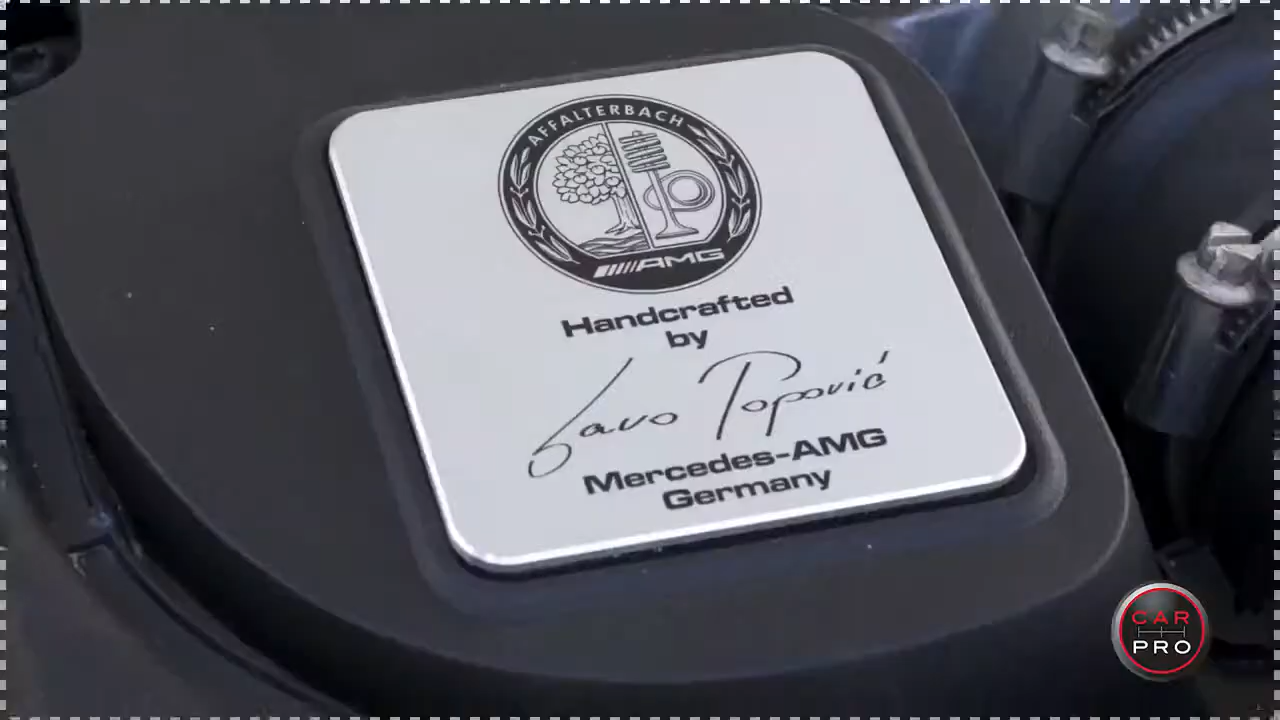 AFFALTERBACH
AMG
Handcrafted
by
Savo Popović
Mercedes-AMG
Germany
CAR
PRO